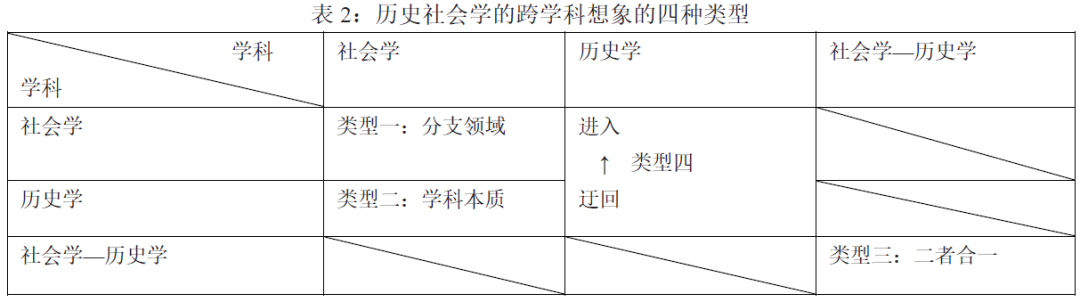 表 2：历史社会学的跨学科想象的四种类型
学科 社会学 历史学 社会学—历史学
学科
社会学 类型一：分支领域 进入
↑ 类型四
历史学 类型二：学科本质 迂回
社会学—历史学 类型三：二者合一